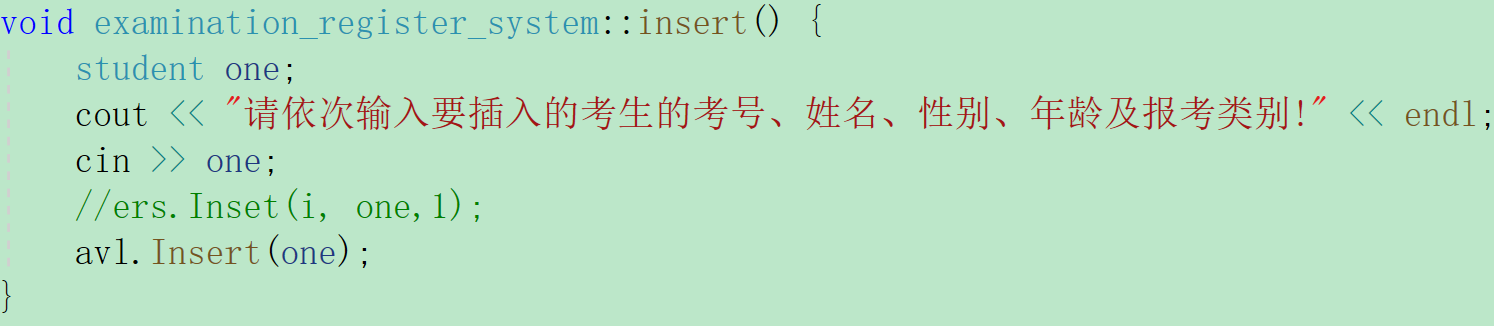 void examination_register_system::insert() {
    student one;
    cout << "请依次输入要插入的考生的考号、姓名、性别、年龄及报考类别!" << endl;
    cin >> one;
    //ers.Inset(i, one,1);
    avl.Insert(one);
}